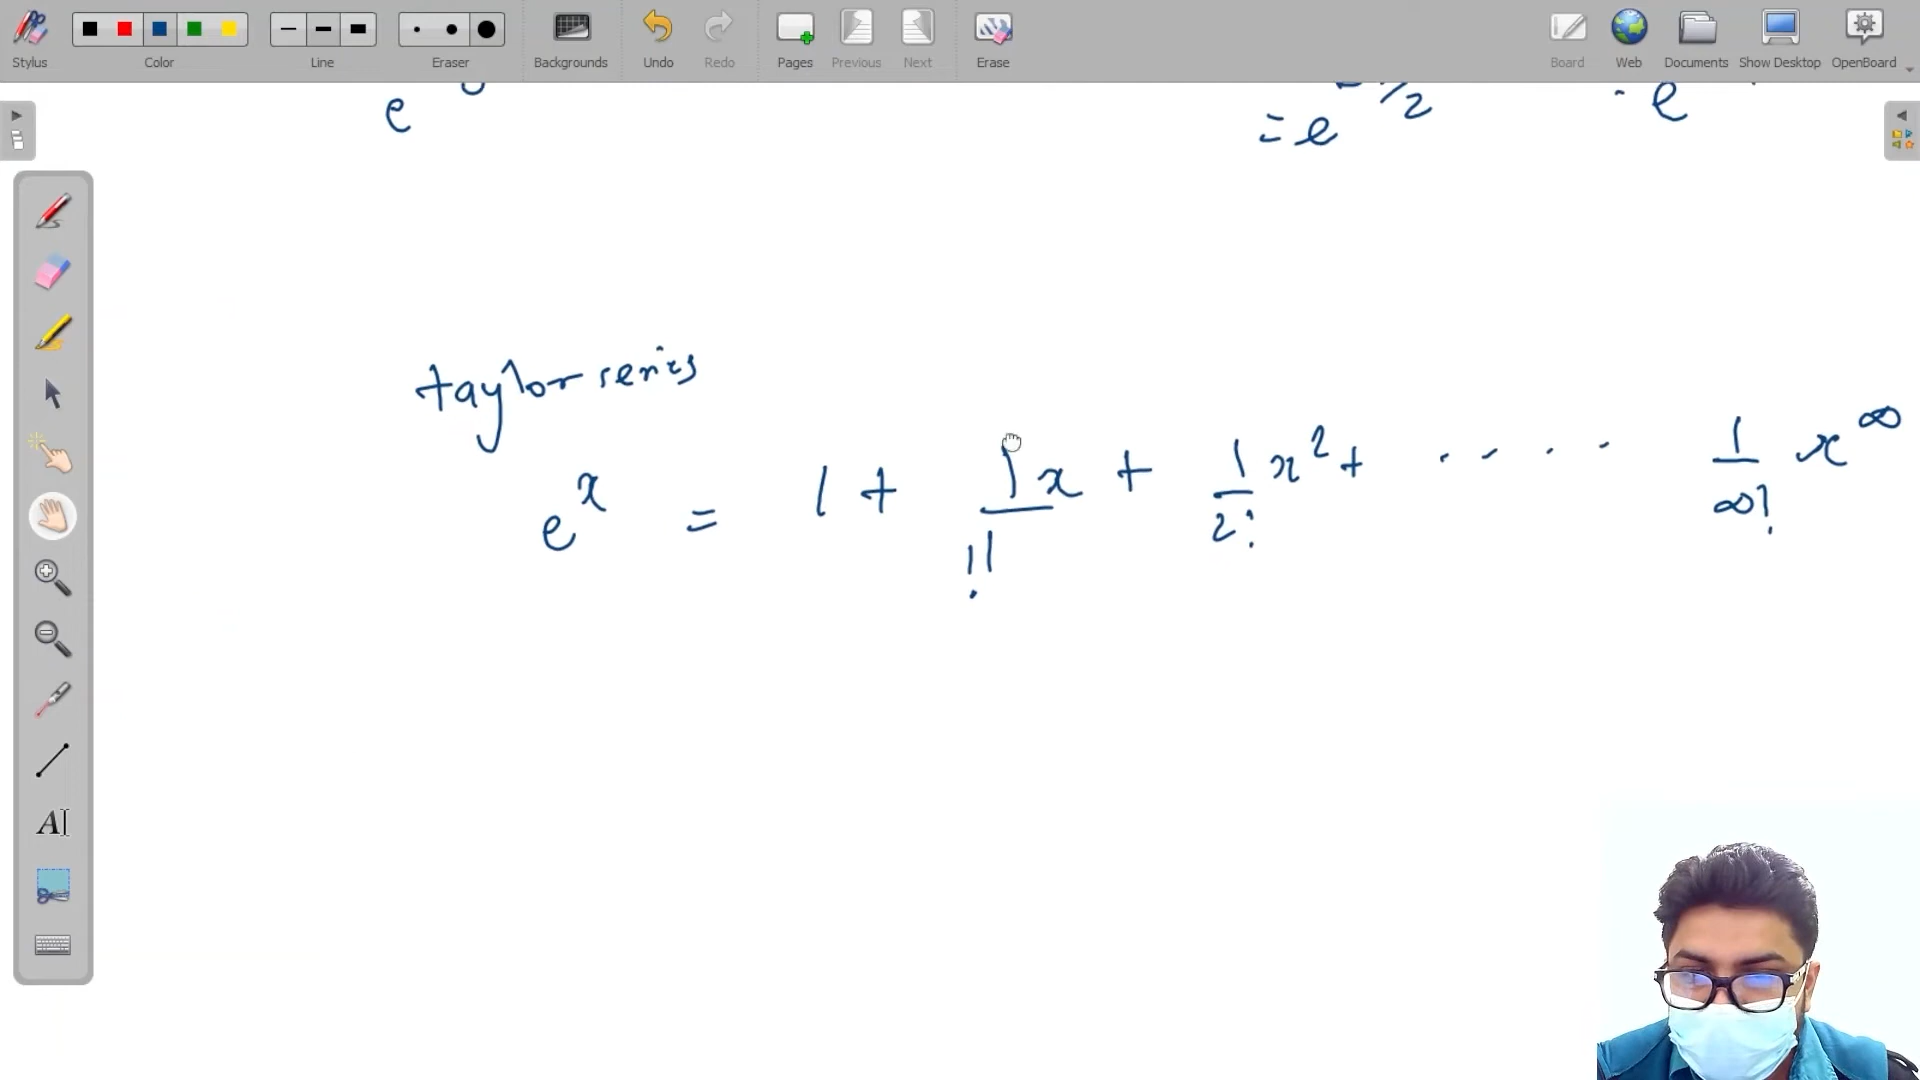 Stylus Color Line Eraser Backgrounds Undo Redo Pages Previous Next Erase Board Web Documents Show Desktop OpenBoard
e
= e /2 e
taylor series
e^x = 1 + 1/1! x + 1/2! x^2 + . . . . 1/∞! x^∞